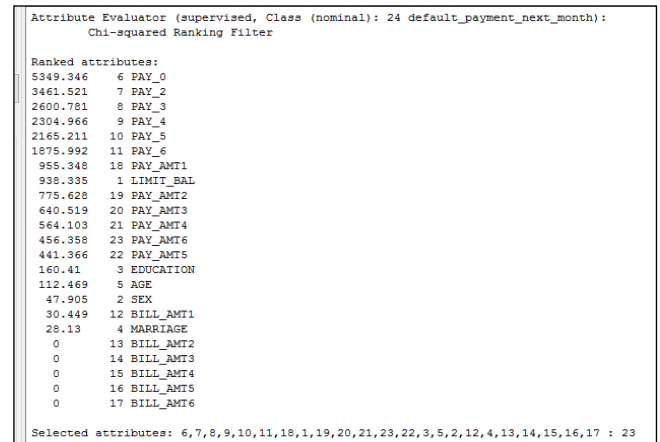 Attribute Evaluator (supervised, Class (nominal): 24 default_payment_next_month):
Chi-squared Ranking Filter
Ranked attributes:
5349.346 6 PAY_0
3461.521 7 PAY_2
2600.781 8 PAY_3
2304.966 9 PAY_4
2165.211 10 PAY_5
1875.992 11 PAY_6
955.348 18 PAY_AMT1
938.335 1 LIMIT_BAL
775.628 19 PAY_AMT2
640.519 20 PAY_AMT3
564.103 21 PAY_AMT4
456.358 23 PAY_AMT6
441.366 22 PAY_AMT5
160.41 3 EDUCATION
112.469 5 AGE
47.905 2 SEX
30.449 12 BILL_AMT1
28.13 4 MARRIAGE
0 13 BILL_AMT2
0 14 BILL_AMT3
0 15 BILL_AMT4
0 16 BILL_AMT5
0 17 BILL_AMT6
Selected attributes: 6,7,8,9,10,11,18,1,19,20,21,23,22,3,5,2,12,4,13,14,15,16,17 : 23